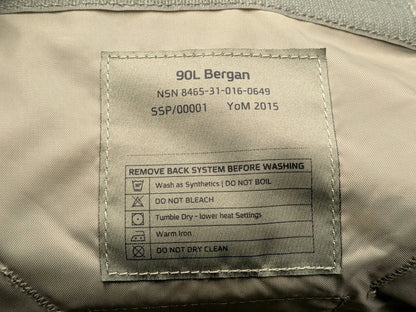 90L Bergan
NSN 8465-31-016-0649
SSP/00001 YoM 2015
REMOVE BACK SYSTEM BEFORE WASHING
Wash as Synthetics | DO NOT BOIL
DO NOT BLEACH
Tumble Dry - lower heat Settings
Warm Iron
DO NOT DRY CLEAN